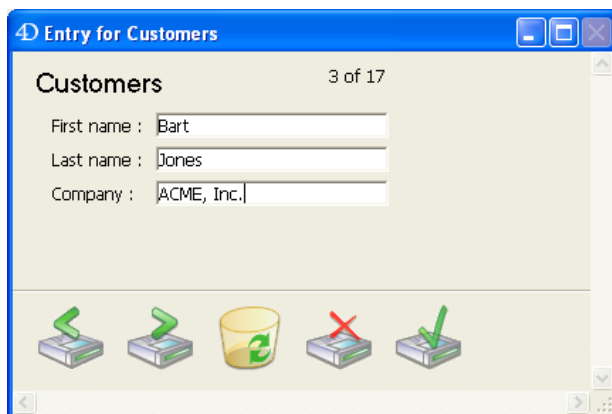 4D Entry for Customers
Customers
3 of 17
First name : Bart
Last name : Jones
Company : ACME, Inc.